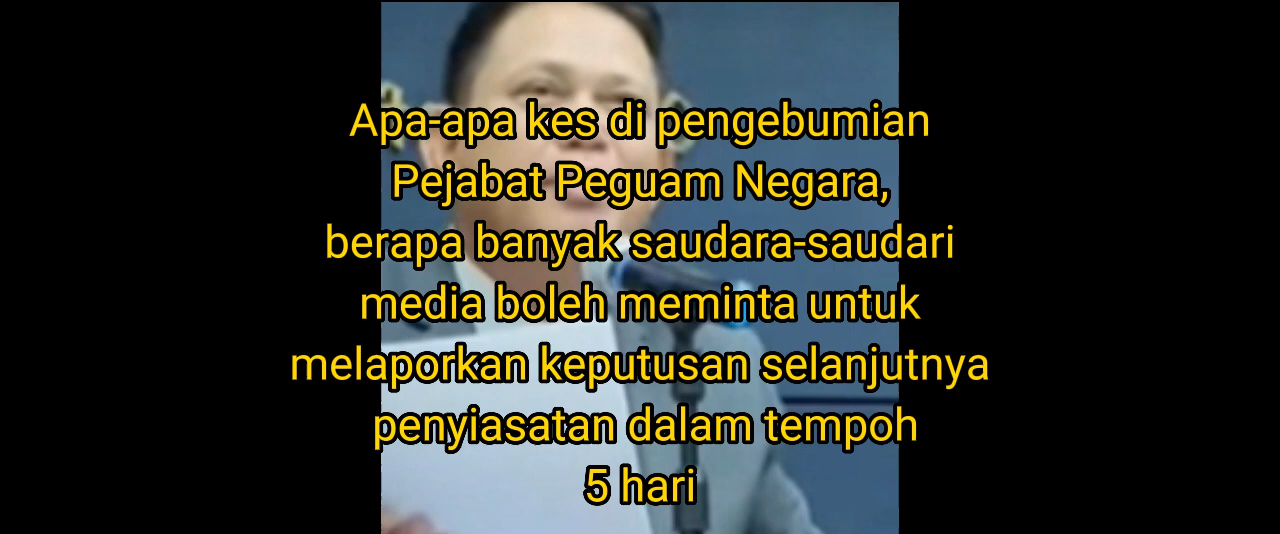 Apa-apa kes di pengebumian
Pejabat Peguam Negara,
berapa banyak saudara-saudari
media boleh meminta untuk
melaporkan keputusan selanjutnya
penyiasatan dalam tempoh
5 hari